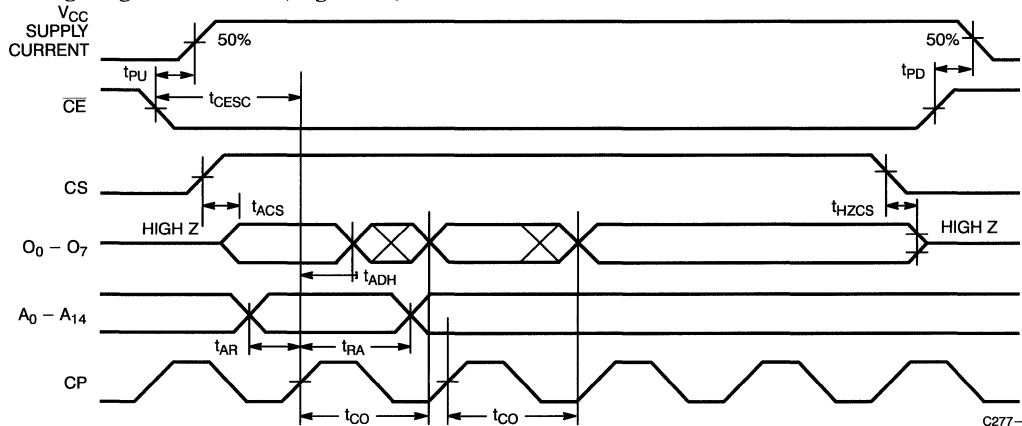 V_CC
SUPPLY
CURRENT
50%
50%
t_PU
t_PD
CE
t_CESC
CS
t_ACS
t_HZCS
HIGH Z
HIGH Z
O_0 – O_7
t_ADH
A_0 – A_14
t_AR
t_RA
CP
t_CO
t_CO
C277–